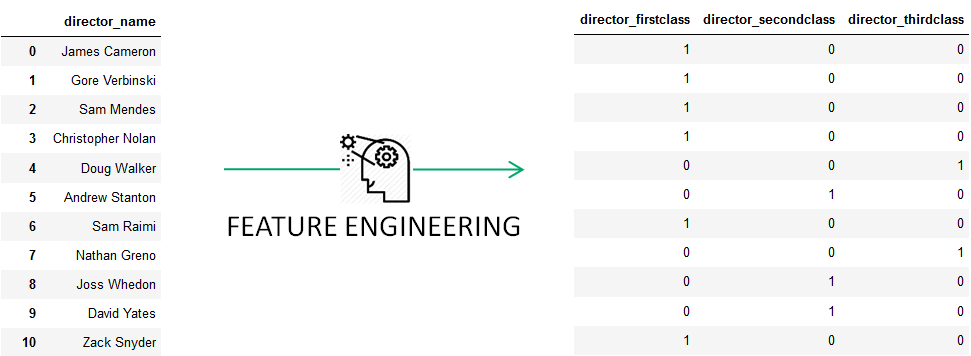 director_name
0 James Cameron
1 Gore Verbinski
2 Sam Mendes
3 Christopher Nolan
4 Doug Walker
5 Andrew Stanton
6 Sam Raimi
7 Nathan Greno
8 Joss Whedon
9 David Yates
10 Zack Snyder
FEATURE ENGINEERING
director_firstclass director_secondclass director_thirdclass
1 0 0
1 0 0
1 0 0
1 0 0
0 0 1
0 1 0
1 0 0
0 0 1
0 1 0
0 1 0
1 0 0